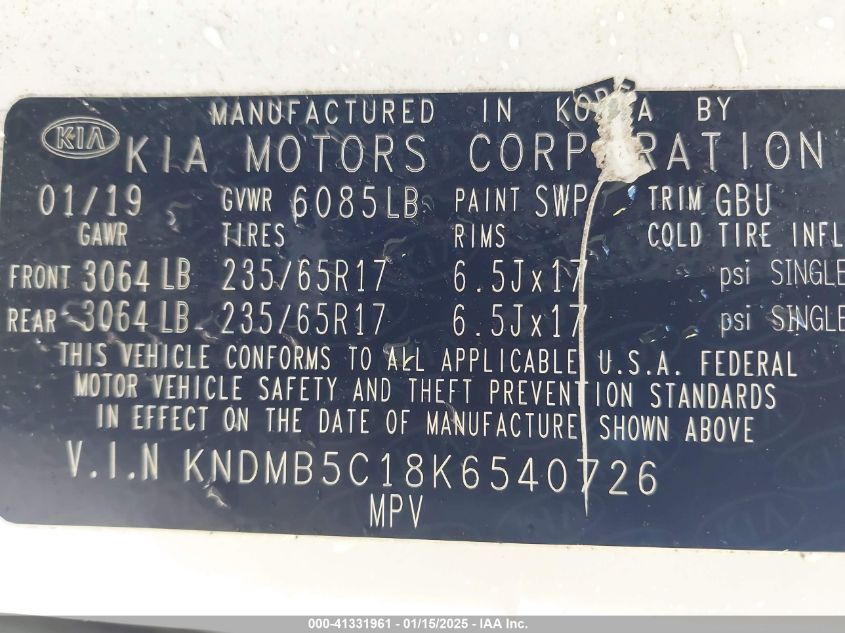 MANUFACTURED IN KOREA BY
KIA KIA MOTORS CORPORATION
01/19 GVWR 6085LB PAINT SWP TRIM GBU
GAWR TIRES RIMS COLD TIRE INFL
FRONT 3064 LB 235/65R17 6.5Jx17 psi SINGLE
REAR 3064 LB 235/65R17 6.5Jx17 psi SINGLE
THIS VEHICLE CONFORMS TO ALL APPLICABLE U.S.A. FEDERAL
MOTOR VEHICLE SAFETY AND THEFT PREVENTION STANDARDS
IN EFFECT ON THE DATE OF MANUFACTURE SHOWN ABOVE
V.I.N KNDMB5C18K6540726
MPV
000-41331961 - 01/15/2025 - IAA Inc.